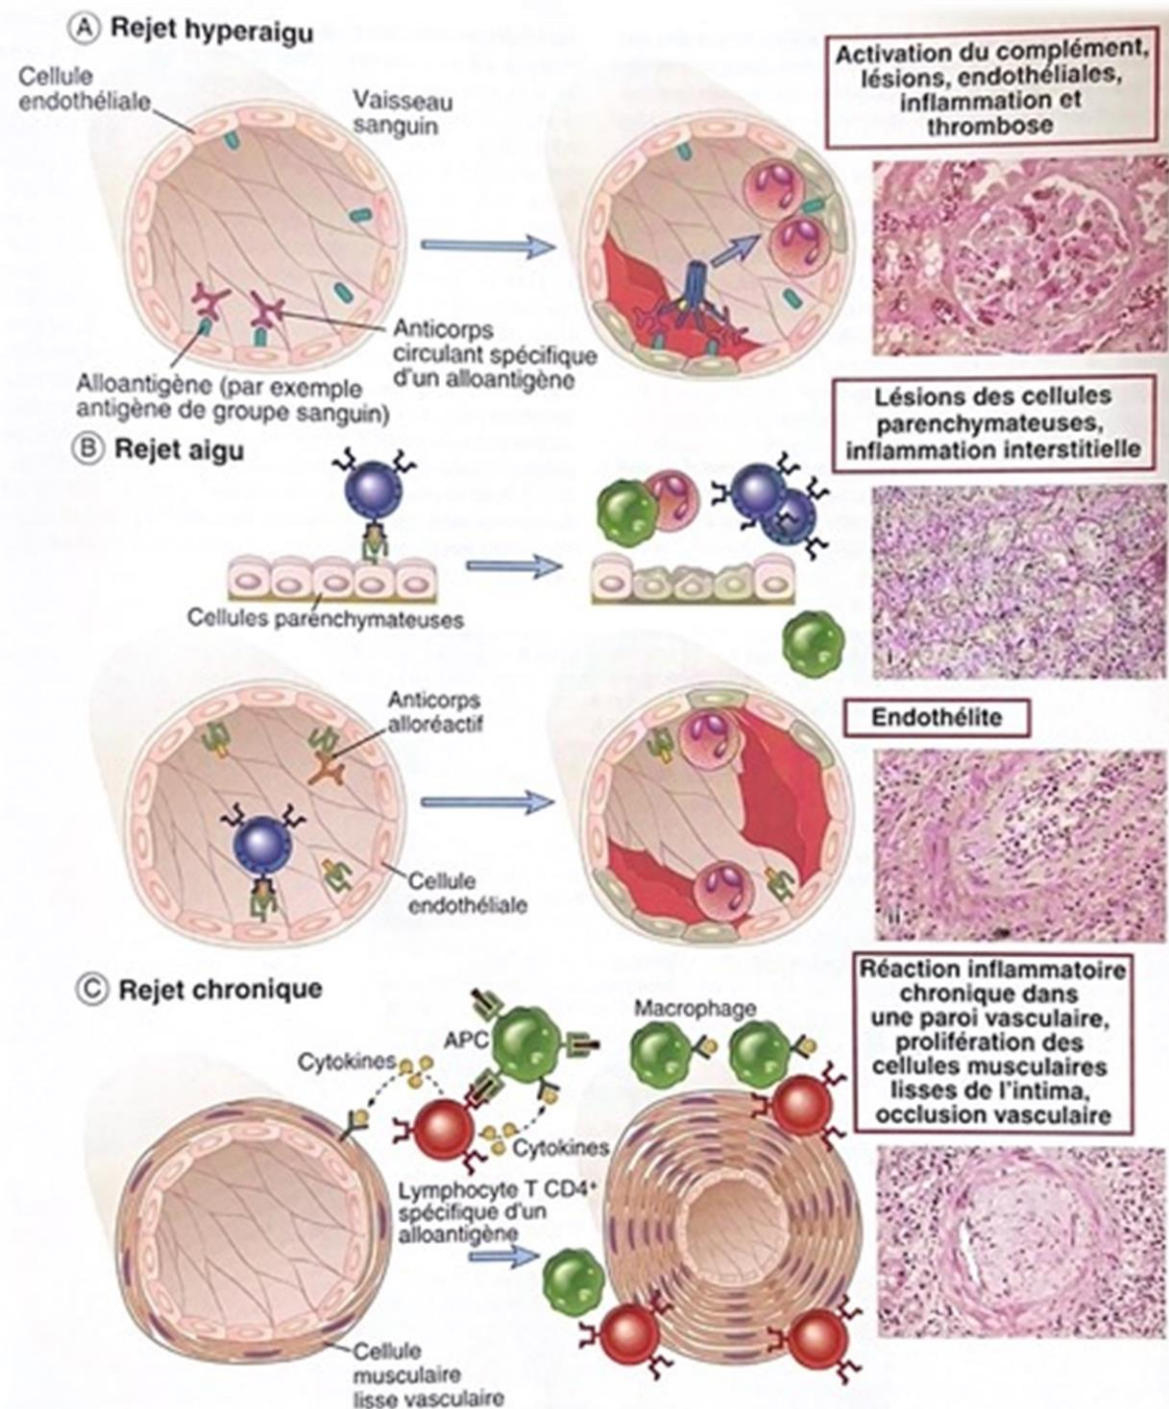 A Rejet hyperaigu
Cellule
endothéliale
Vaisseau
sanguin
Anticorps
circulant spécifique
d'un alloantigène
Alloantigène (par exemple
antigène de groupe sanguin)
Activation du complément,
lésions, endothéliales,
inflammation et
thrombose
B Rejet aigu
Cellules parenchymateuses
Lésions des cellules
parenchymateuses,
inflammation interstitielle
Anticorps
alloréactif
Cellule
endothéliale
Endothélite
C Rejet chronique
APC
Cytokines
Cytokines
Lymphocyte T CD4+
spécifique d'un
alloantigène
Macrophage
Cellule
musculaire
lisse vasculaire
Réaction inflammatoire
chronique dans
une paroi vasculaire,
prolifération des
cellules musculaires
lisses de l'intima,
occlusion vasculaire